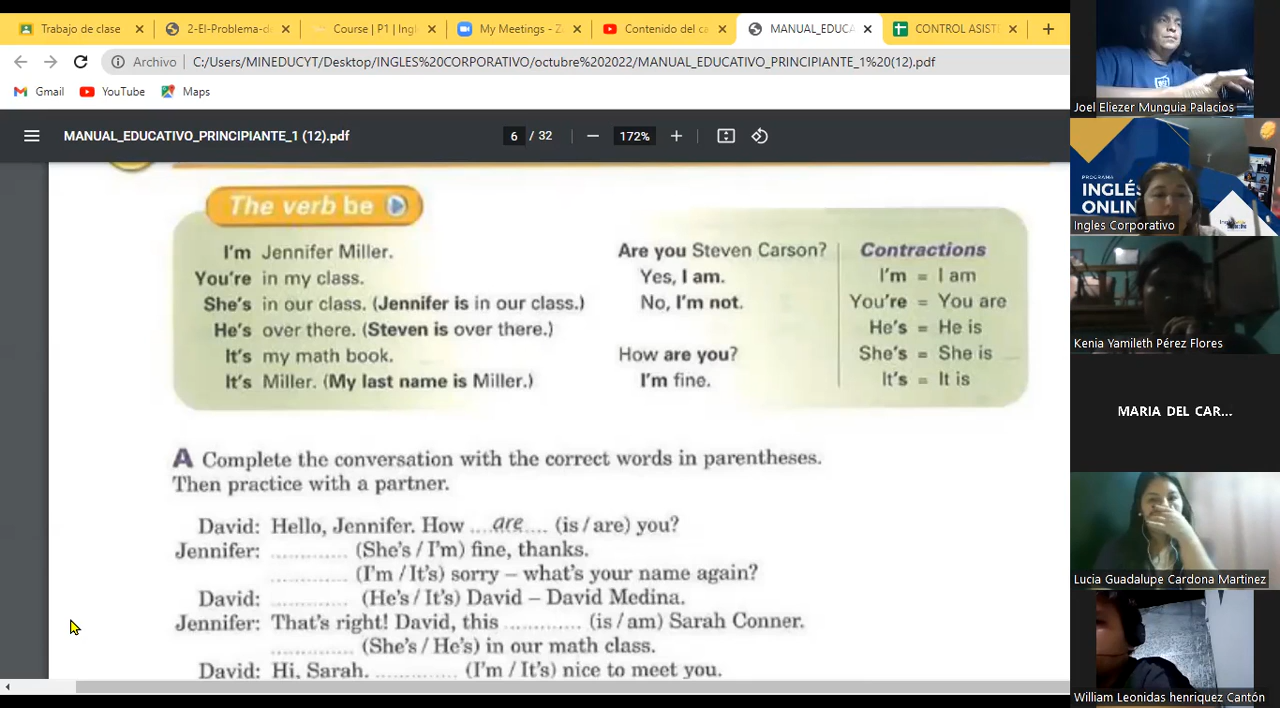 Trabajo de clase
2-El-Problema-d
Course | P1 | Ingl
My Meetings - Z
Contenido del ca
MANUAL_EDUCA
CONTROL ASIST
Archivo
C:/Users/MINEDUCYT/Desktop/INGLES%20CORPORATIVO/octubre%202022/MANUAL_EDUCATIVO_PRINCIPIANTE_1%20(12).pdf
Gmail
YouTube
Maps
MANUAL_EDUCATIVO_PRINCIPIANTE_1 (12).pdf
6 / 32
172%
The verb be
I'm Jennifer Miller.
You're in my class.
She's in our class. (Jennifer is in our class.)
He's over there. (Steven is over there.)
It's my math book.
It's Miller. (My last name is Miller.)
Are you Steven Carson?
Yes, I am.
No, I'm not.
How are you?
I'm fine.
Contractions
I'm = I am
You're = You are
He's = He is
She's = She is
It's = It is
A Complete the conversation with the correct words in parentheses.
Then practice with a partner.
David: Hello, Jennifer. How ....are.... (is / are) you?
Jennifer: ............ (She's / I'm) fine, thanks.
............ (I'm / It's) sorry – what's your name again?
David: ............ (He's / It's) David – David Medina.
Jennifer: That's right! David, this ............ (is / am) Sarah Conner.
............ (She's / He's) in our math class.
David: Hi, Sarah. ............ (I'm / It's) nice to meet you.
Joel Eliezer Munguia Palacios
PROGRAMA
INGLÉS
ONLIN
Ingles Corporativo
Kenia Yamileth Pérez Flores
MARIA DEL CAR...
Lucia Guadalupe Cardona Martinez
William Leonidas henriquez Cantón